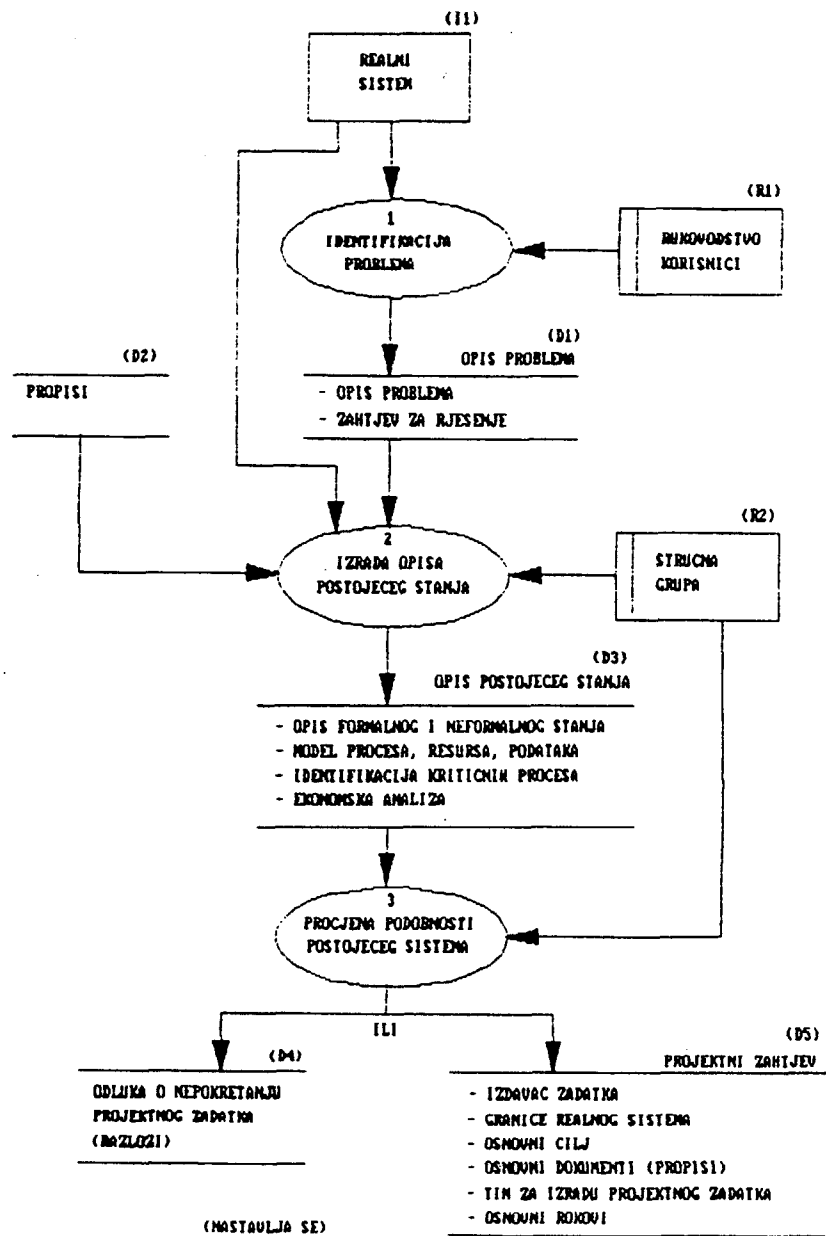 (I1)
REALNI
SISTEM
(R1)
1
IDENTIFIKACIJA
PROBLEMA
RUKOVODSTVO
KORISNICI
(D1)
OPIS PROBLEMA
(D2)
PROPISI
- OPIS PROBLEMA
- ZAHTJEV ZA RJESENJE
(R2)
2
IZRADA OPISA
POSTOJECEG STANJA
STRUCNA
GRUPA
(D3)
OPIS POSTOJECEG STANJA
- OPIS FORMALNOG I NEFORMALNOG STANJA
- MODEL PROCESA, RESURSA, PODATAKA
- IDENTIFIKACIJA KRITICNIH PROCESA
- EKONOMSKA ANALIZA
3
PROCJENA PODOBNOSTI
POSTOJECEG SISTEMA
ILI
(D4)
ODLUKA O NEPOKRETANJU
PROJEKTNOG ZADATKA
(RAZLOZI)
(D5)
PROJEKTNI ZAHTJEV
- IZDAVAC ZADATKA
- GRANICE REALNOG SISTEMA
- OSNOVNI CILJ
- OSNOVNI DOKUMENTI (PROPISI)
- TIM ZA IZRADU PROJEKTNOG ZADATKA
- OSNOVNI ROKOVI
(NASTAVLJA SE)